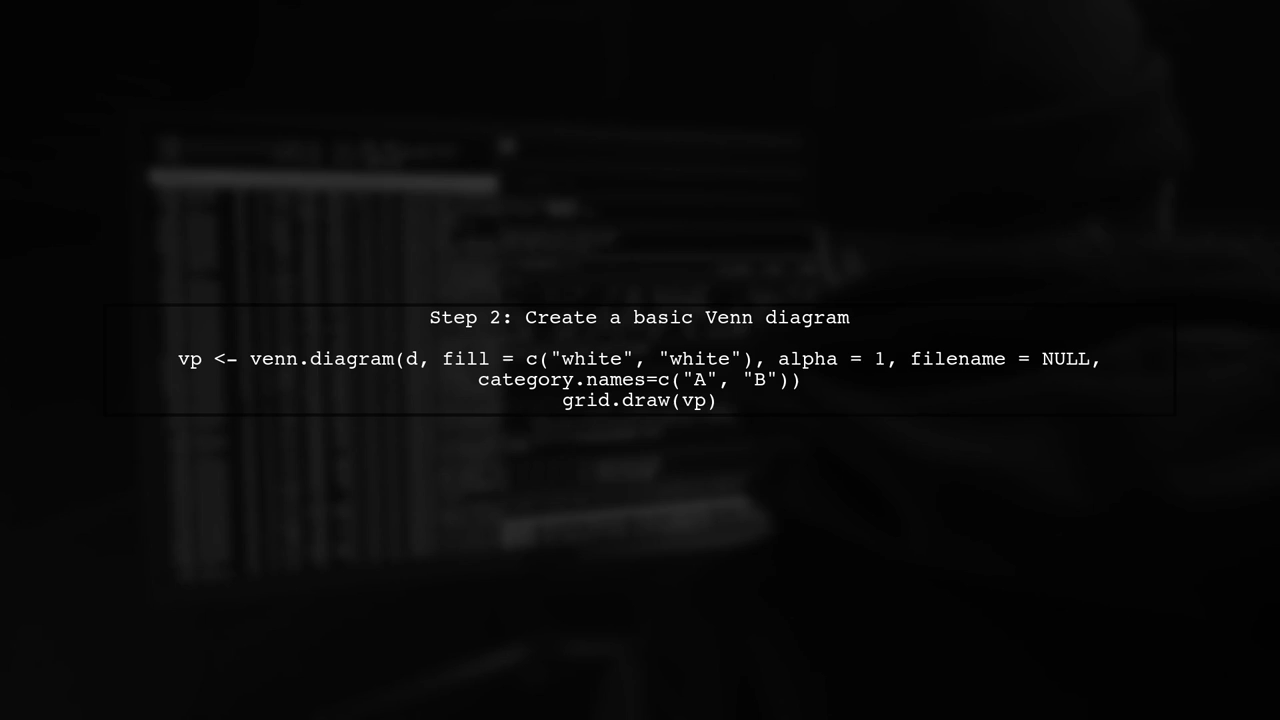 Step 2: Create a basic Venn diagram
vp <- venn.diagram(d, fill = c("white", "white"), alpha = 1, filename = NULL,
category.names=c("A", "B"))
grid.draw(vp)